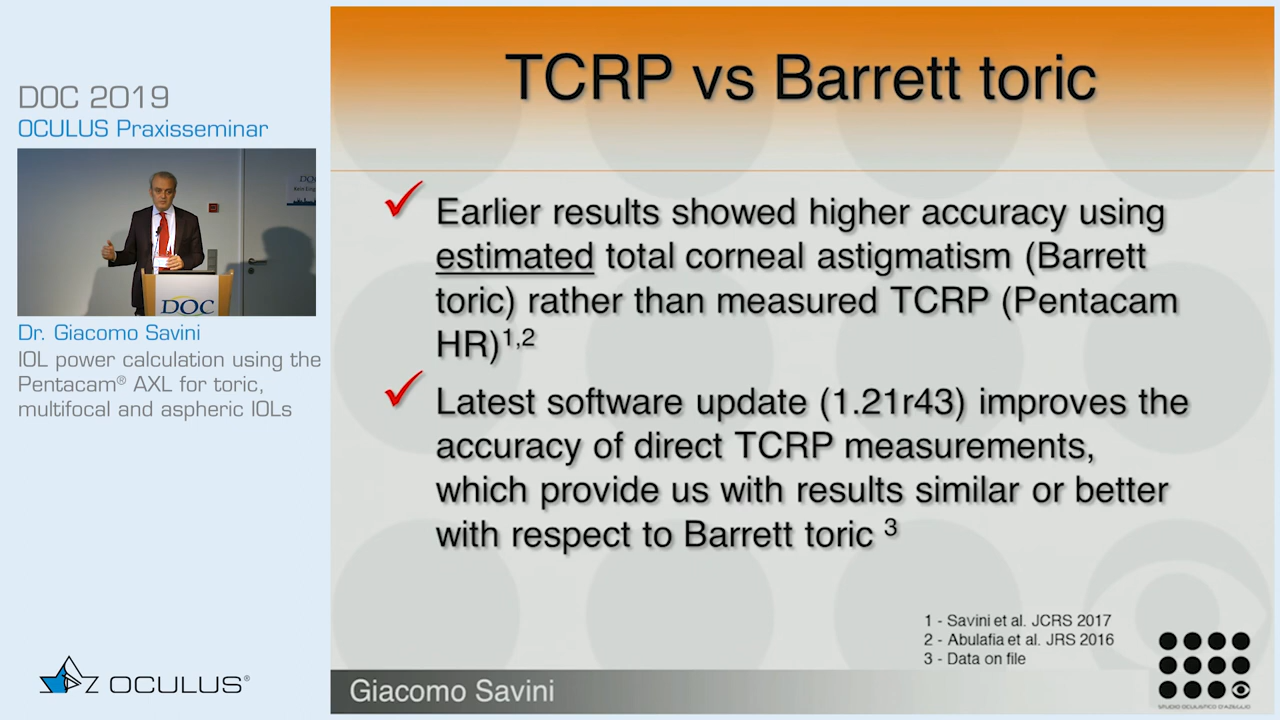 DOC 2019
OCULUS Praxisseminar
DOC
Dr. Giacomo Savini
IOL power calculation using the
Pentacam® AXL for toric,
multifocal and aspheric IOLs
OCULUS®
TCRP vs Barrett toric
Earlier results showed higher accuracy using
estimated total corneal astigmatism (Barrett
toric) rather than measured TCRP (Pentacam
HR)1,2
Latest software update (1.21r43) improves the
accuracy of direct TCRP measurements,
which provide us with results similar or better
with respect to Barrett toric 3
1 - Savini et al. JCRS 2017
2 - Abulafia et al. JRS 2016
3 - Data on file
Giacomo Savini
STUDIO OCULISTICO D'AZEGLIO